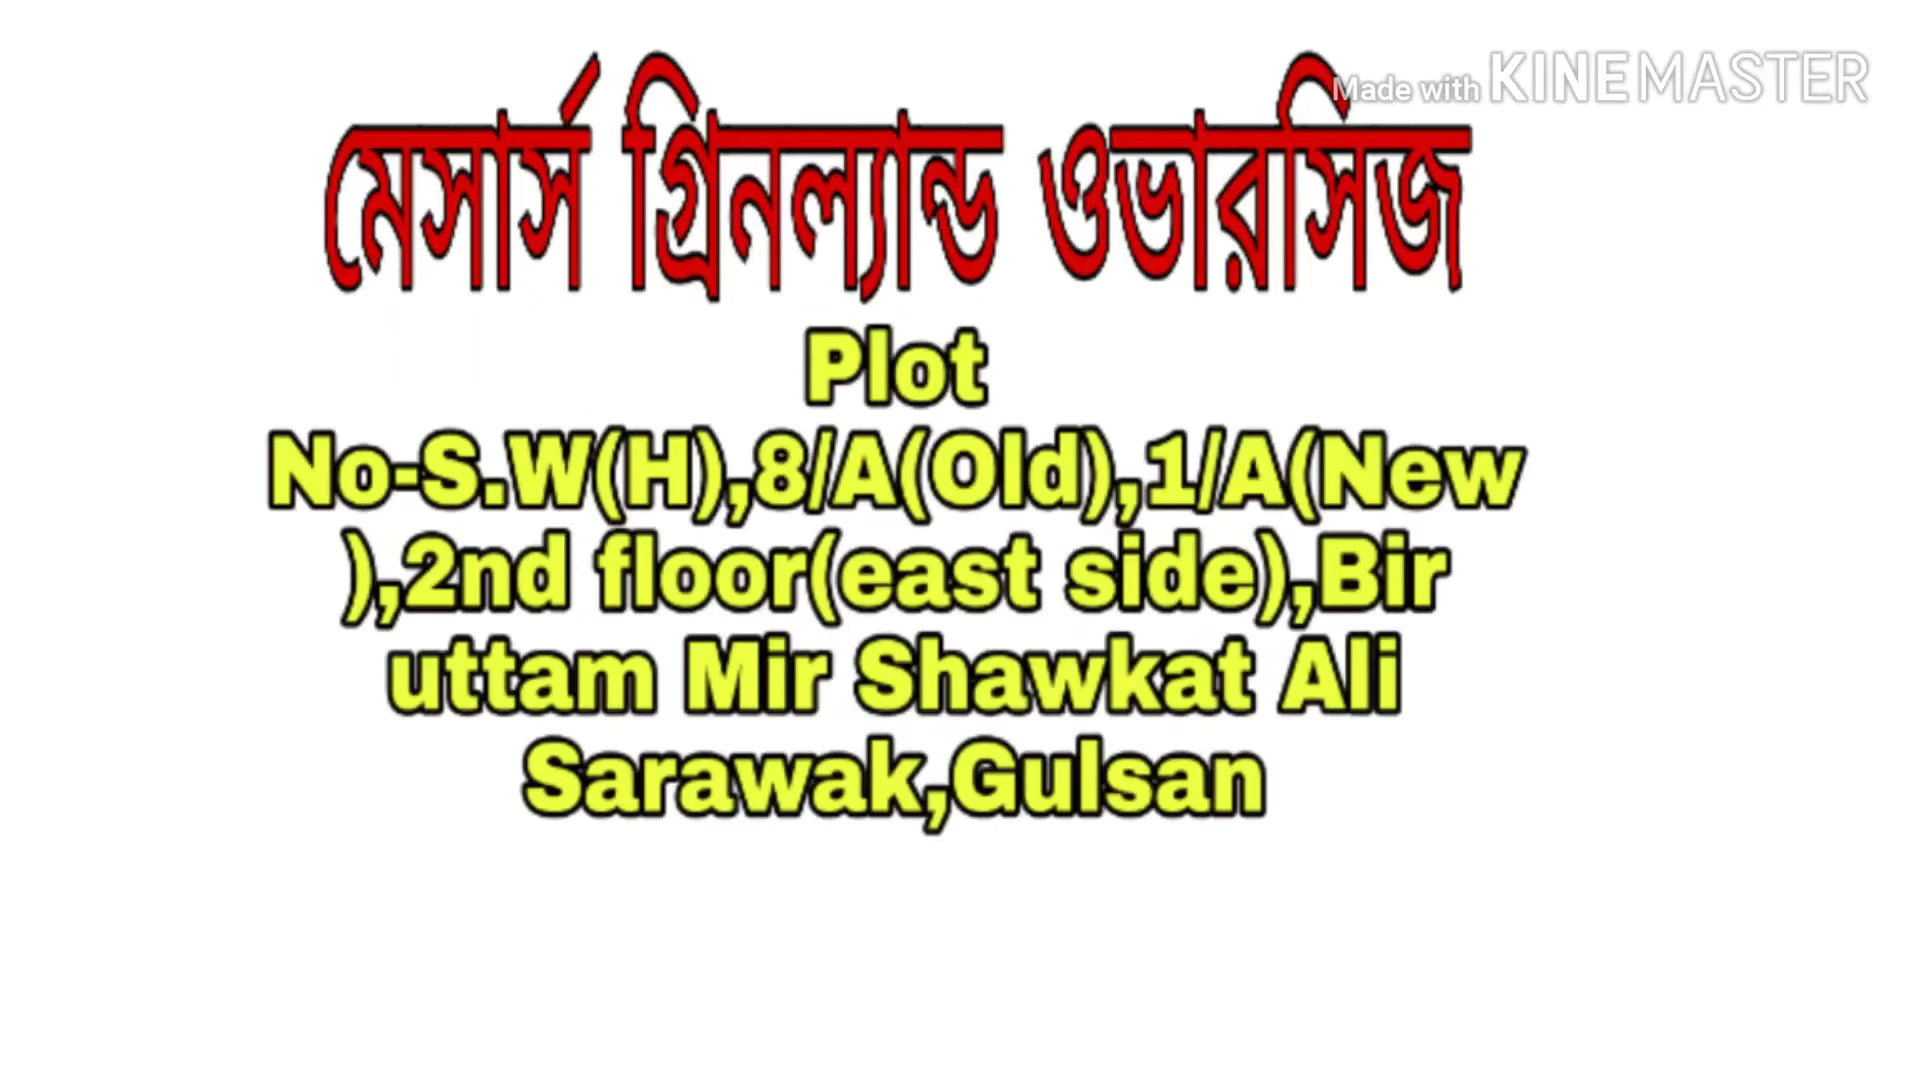 Made with KINEMASTER
মেসার্স গ্রিনল্যান্ড ওভারসিজ
Plot
No-S.W(H),8/A(Old),1/A(New
),2nd floor(east side),Bir
uttam Mir Shawkat Ali
Sarawak,Gulsan